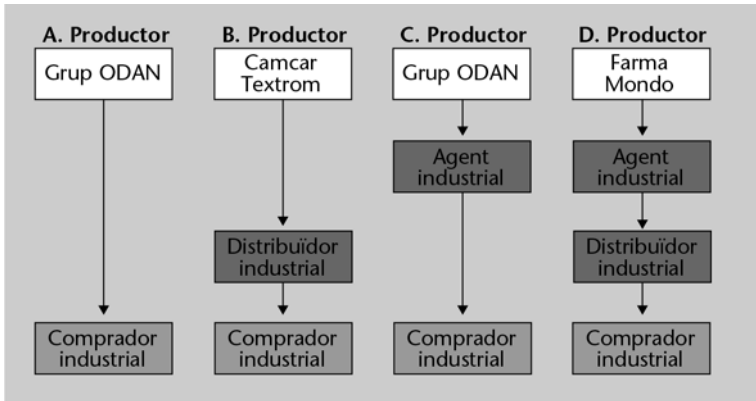 A. Productor
Grup ODAN
Comprador
industrial
B. Productor
Camcar
Textrom
Distribuïdor
industrial
Comprador
industrial
C. Productor
Grup ODAN
Agent
industrial
Comprador
industrial
D. Productor
Farma
Mondo
Agent
industrial
Distribuïdor
industrial
Comprador
industrial